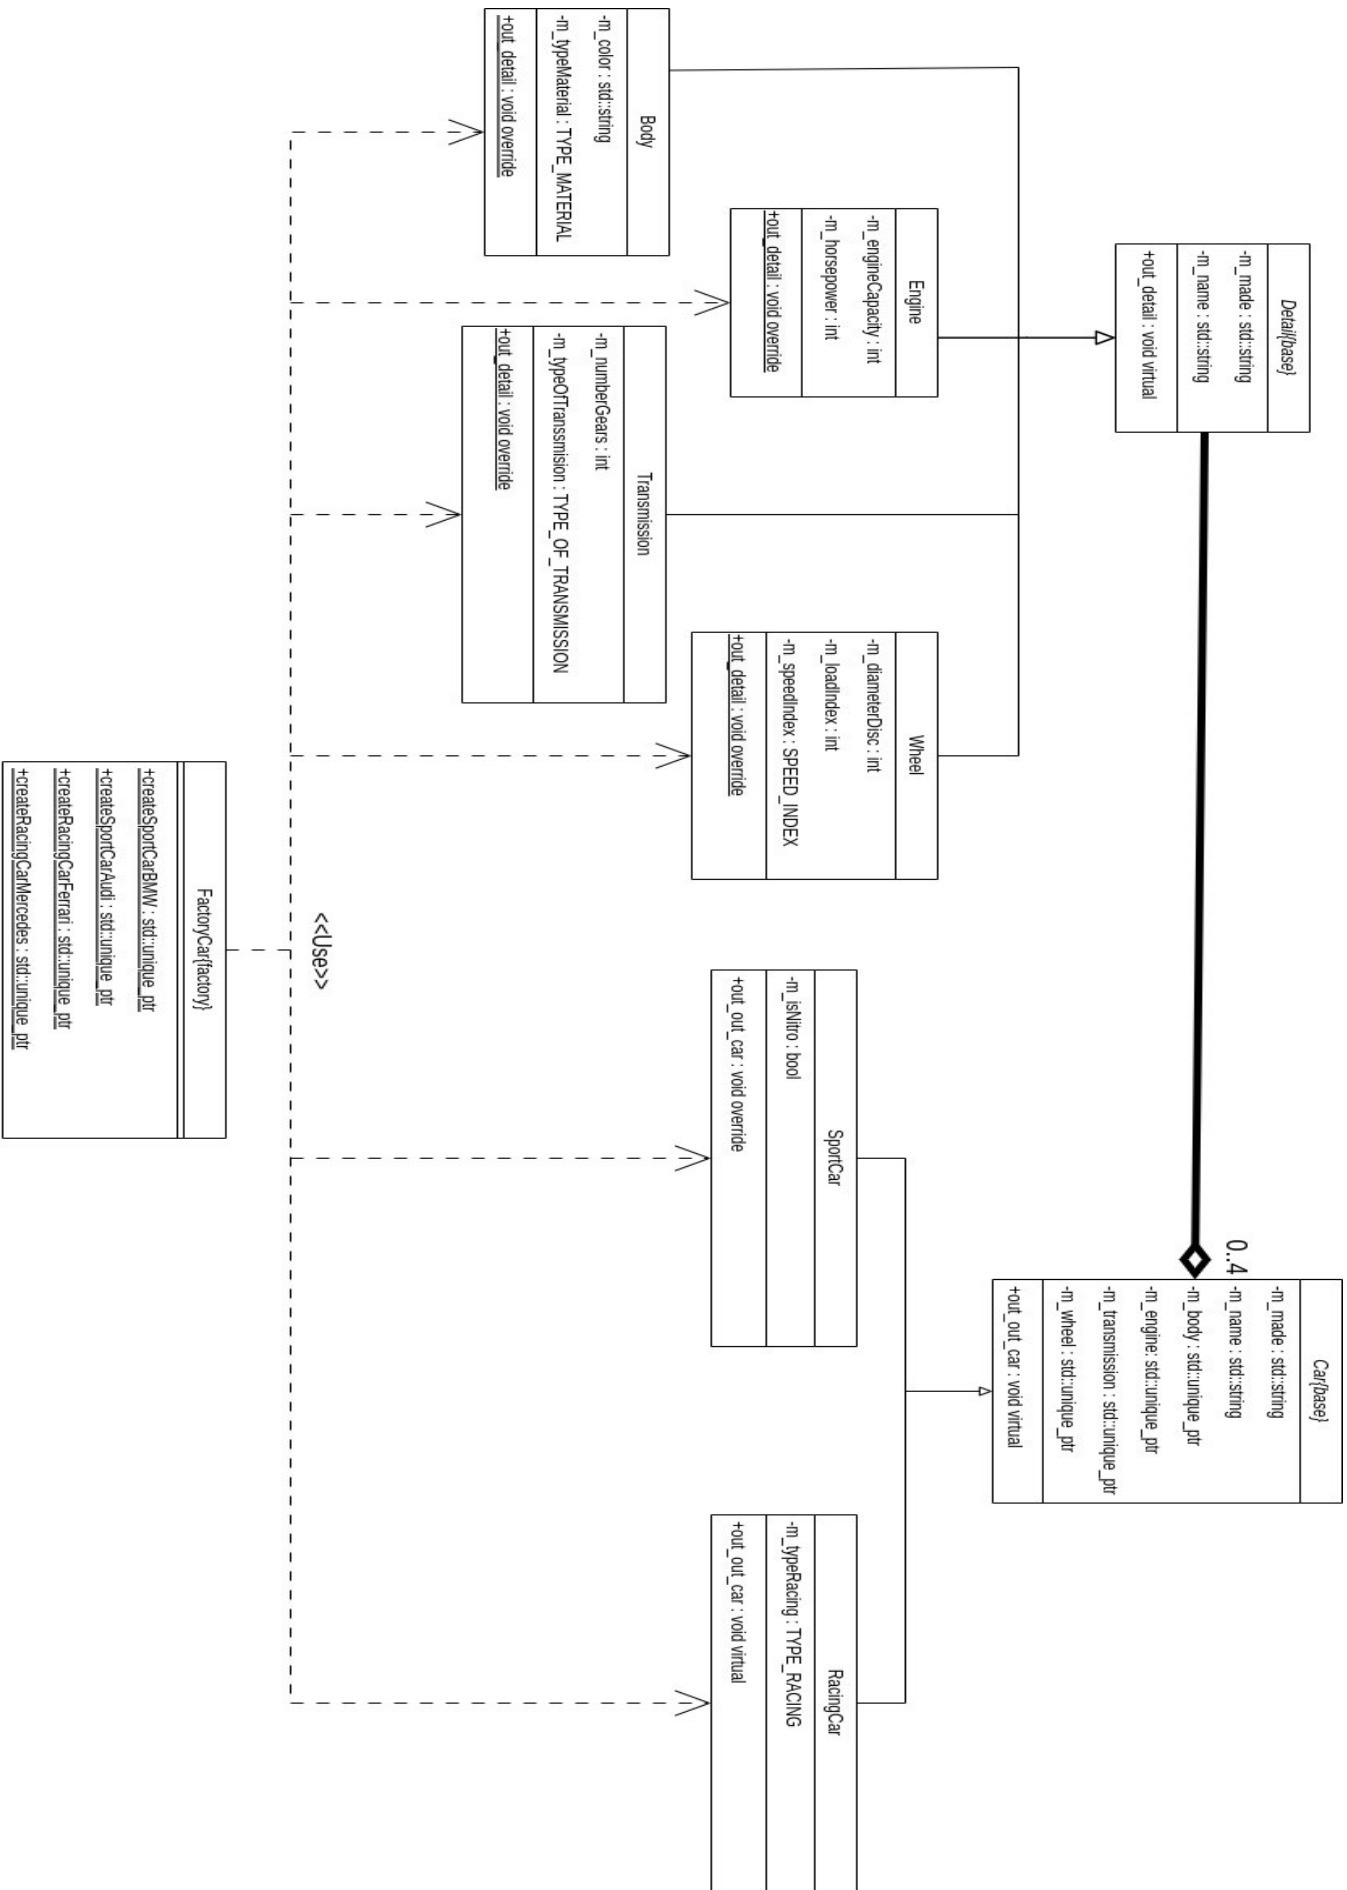 Detail{base}
-m_made : std::string
-m_name : std::string
+out_detail : void virtual
0..4
Car{base}
-m_made : std::string
-m_name : std::string
-m_body : std::unique_ptr
-m_engine: std::unique_ptr
-m_transmission : std::unique_ptr
-m_wheel : std::unique_ptr
+out_out_car : void virtual
Body
-m_color : std::string
-m_typeMaterial : TYPE_MATERIAL
+out_detail : void override
Engine
-m_engineCapacity : int
-m_horsepower : int
+out_detail : void override
Transmission
-m_numberGears : int
-m_typeOfTranssmision : TYPE_OF_TRANSMISSION
+out_detail : void override
Wheel
-m_diameterDisc : int
-m_loadIndex : int
-m_speedIndex : SPEED_INDEX
+out_detail : void override
SportCar
-m_isNitro : bool
+out_out_car : void override
RacingCar
-m_typeRacing : TYPE_RACING
+out_out_car : void virtual
<<Use>>
FactoryCar{factory}
+createSportCarBMW : std::unique_ptr
+createSportCarAudi : std::unique_ptr
+createRacingCarFerrari : std::unique_ptr
+createRacingCarMercedes : std::unique_ptr